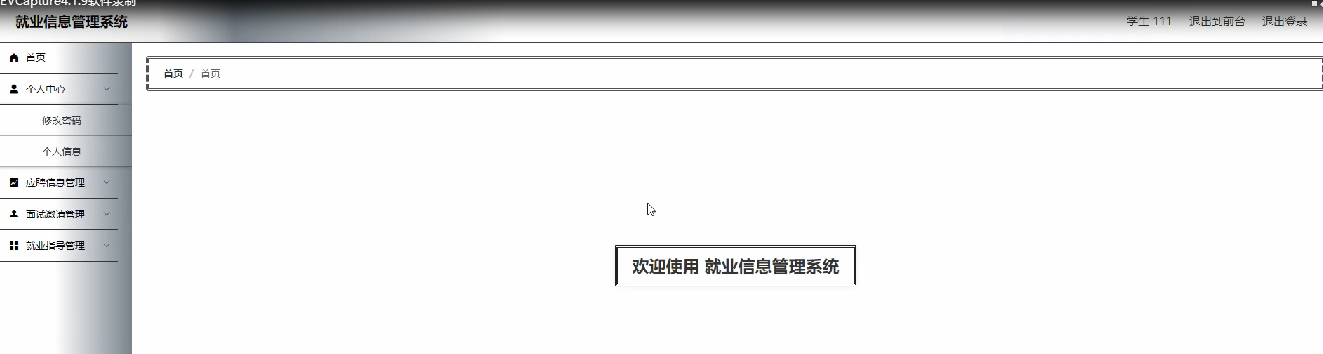 EVCapture4.1.9软件录制
就业信息管理系统
学生 111 退出到前台 退出登录
首页
首页 / 首页
个人中心
修改密码
个人信息
应聘信息管理
面试邀请管理
就业指导管理
欢迎使用 就业信息管理系统